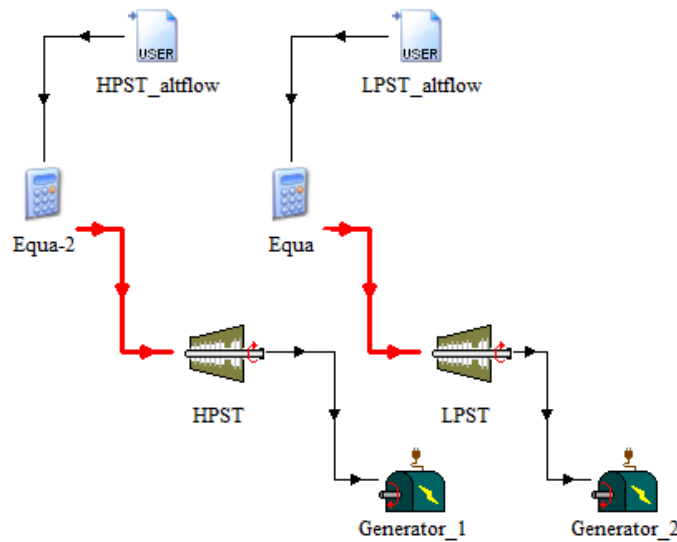 USER
USER
HPST_altflow
LPST_altflow
Equa-2
Equa
HPST
LPST
Generator_1
Generator_2